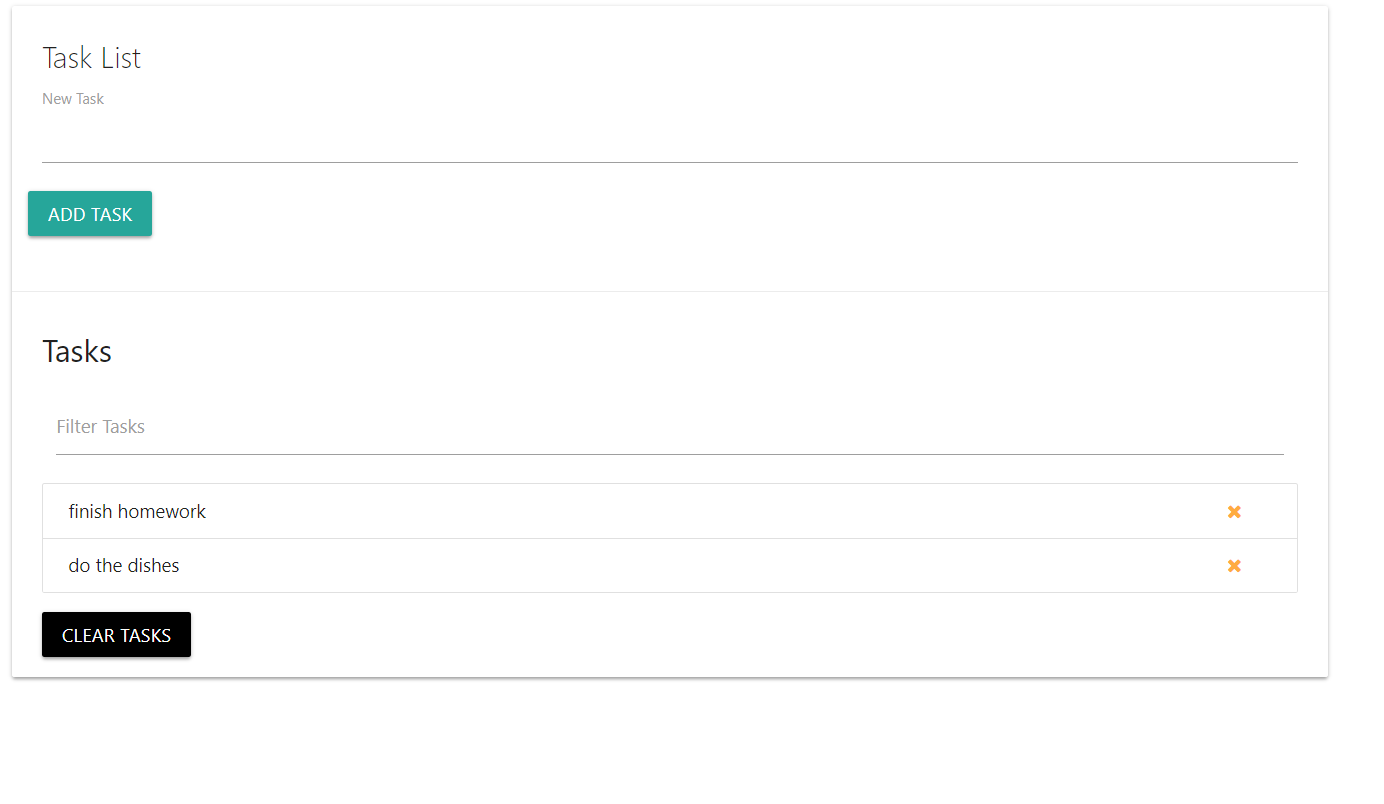 Task List
New Task
ADD TASK
Tasks
Filter Tasks
finish homework
do the dishes
CLEAR TASKS